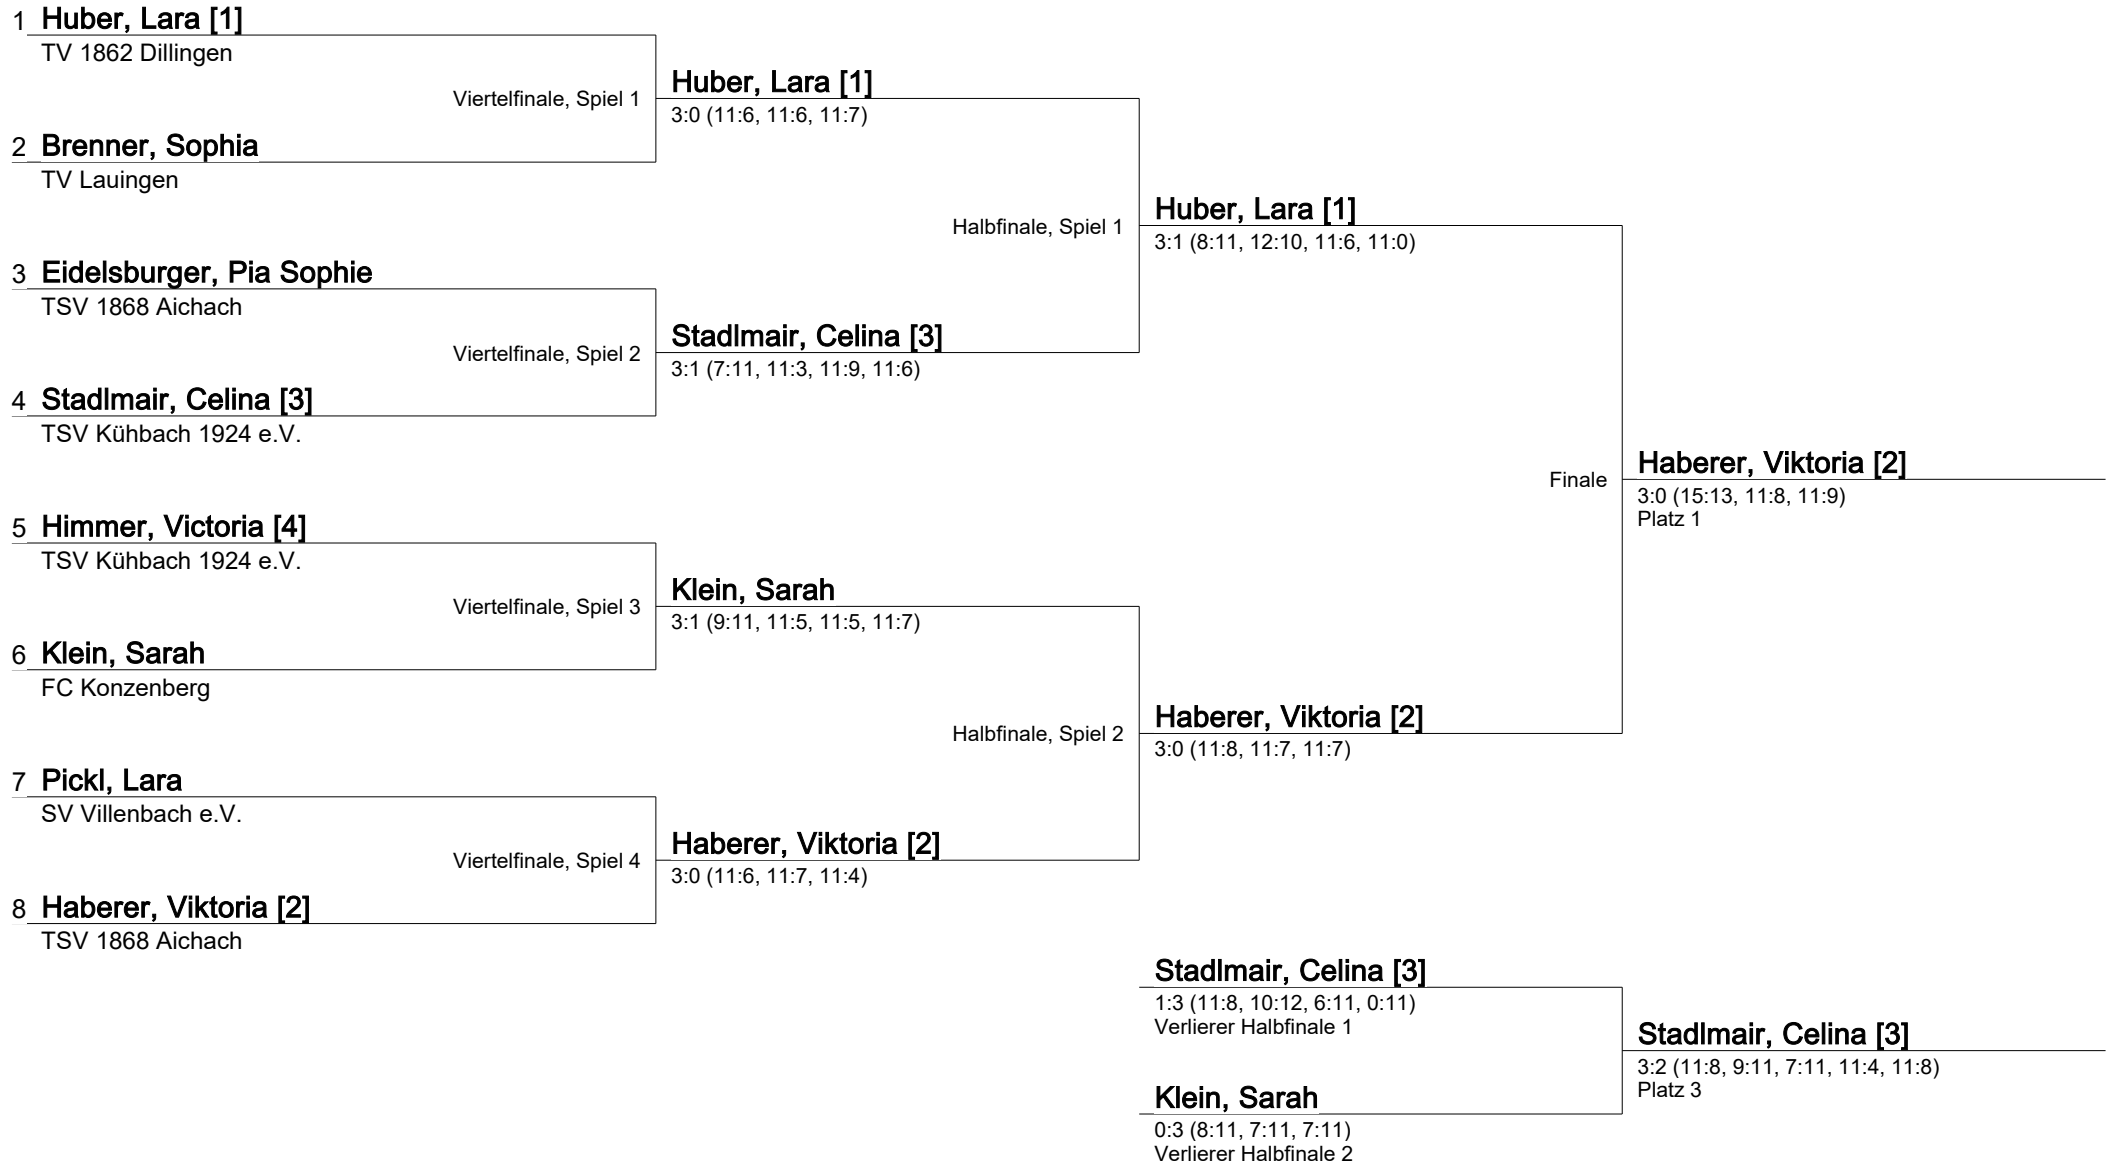 1 Huber, Lara [1]
TV 1862 Dillingen
Viertelfinale, Spiel 1
Huber, Lara [1]
3:0 (11:6, 11:6, 11:7)
2 Brenner, Sophia
TV Lauingen
Halbfinale, Spiel 1
Huber, Lara [1]
3:1 (8:11, 12:10, 11:6, 11:0)
3 Eidelsburger, Pia Sophie
TSV 1868 Aichach
Viertelfinale, Spiel 2
Stadlmair, Celina [3]
3:1 (7:11, 11:3, 11:9, 11:6)
4 Stadlmair, Celina [3]
TSV Kühbach 1924 e.V.
Finale
Haberer, Viktoria [2]
3:0 (15:13, 11:8, 11:9)
Platz 1
5 Himmer, Victoria [4]
TSV Kühbach 1924 e.V.
Viertelfinale, Spiel 3
Klein, Sarah
3:1 (9:11, 11:5, 11:5, 11:7)
6 Klein, Sarah
FC Konzenberg
Halbfinale, Spiel 2
Haberer, Viktoria [2]
3:0 (11:8, 11:7, 11:7)
7 Pickl, Lara
SV Villenbach e.V.
Viertelfinale, Spiel 4
Haberer, Viktoria [2]
3:0 (11:6, 11:7, 11:4)
8 Haberer, Viktoria [2]
TSV 1868 Aichach
Stadlmair, Celina [3]
1:3 (11:8, 10:12, 6:11, 0:11)
Verlierer Halbfinale 1
Stadlmair, Celina [3]
3:2 (11:8, 9:11, 7:11, 11:4, 11:8)
Platz 3
Klein, Sarah
0:3 (8:11, 7:11, 7:11)
Verlierer Halbfinale 2